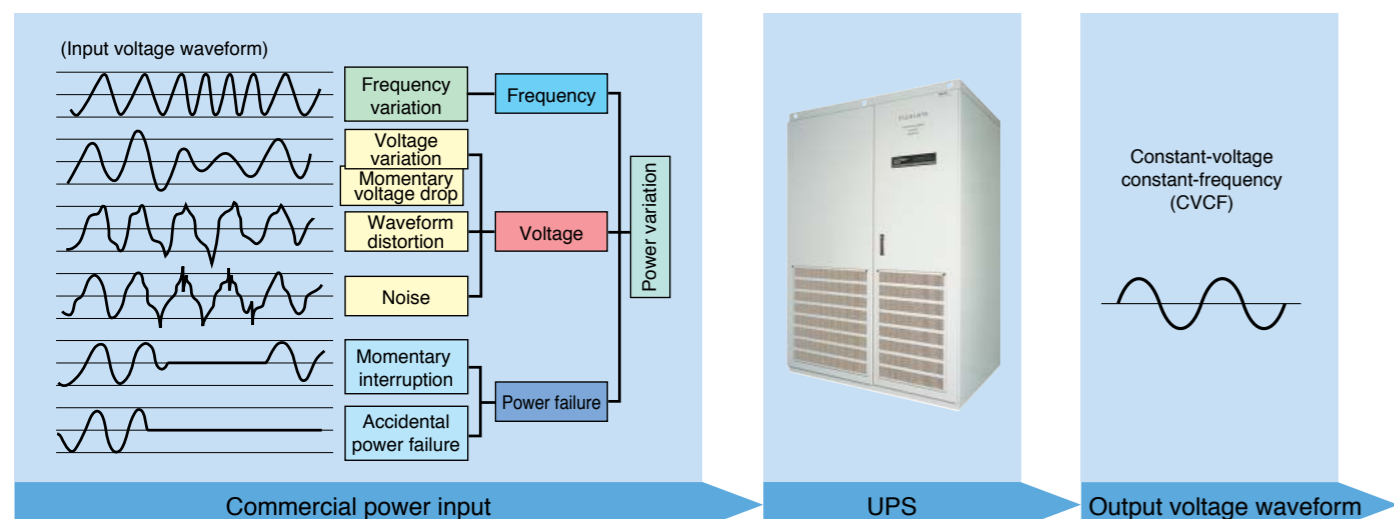 (Input voltage waveform)
Frequency
variation
Frequency
Voltage
variation
Momentary
voltage drop
Waveform
distortion
Voltage
Power variation
Noise
Momentary
interruption
Power failure
Accidental
power failure
Constant-voltage
constant-frequency
(CVCF)
Commercial power input
UPS
Output voltage waveform